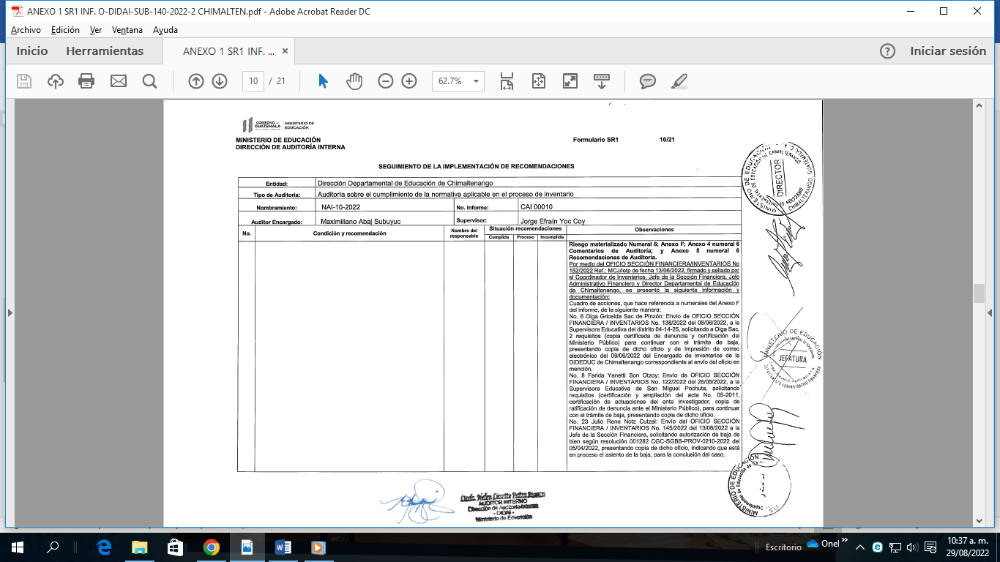 ANEXO 1 SR1 INF. O-DIDAI-SUB-140-2022-2 CHIMALTEN.pdf - Adobe Acrobat Reader DC
Archivo Edición Ver Ventana Ayuda
Inicio Herramientas ANEXO 1 SR1 INF. ... × Iniciar sesión
10 / 21 62.7%
GOBIERNO de GUATEMALA MINISTERIO DE EDUCACIÓN
MINISTERIO DE EDUCACIÓN Formulario SR1 10/21
DIRECCIÓN DE AUDITORÍA INTERNA
SEGUIMIENTO DE LA IMPLEMENTACIÓN DE RECOMENDACIONES
Entidad: Dirección Departamental de Educación de Chimaltenango
Tipo de Auditoria: Auditoría sobre el cumplimiento de la normativa aplicable en el proceso de inventario
Nombramiento: NAI-10-2022 No. Informe: CAI 00010
Auditor Encargado: Maximiliano Abaj Subuyuc Supervisor: Jorge Efraín Yoc Coy
No. Condición y recomendación Nombre del responsable Situación recomendaciones Observaciones
Cumplida Proceso Incumplida
Riesgo materializado Numeral 6; Anexo F; Anexo 4 numeral 6
Comentarios de Auditoría; y Anexo 5 numeral 6
Recomendaciones de Auditoría.
Por medio del OFICIO SECCIÓN FINANCIERA/INVENTARIOS No
152/2022 Ref.: MCJ/letp de fecha 13/06/2022, firmado y sellado por
el Coordinador de Inventarios, Jefe de la Sección Financiera, Jefe
Administrativo Financiero y Director Departamental de Educación
de Chimaltenango, se presentó la siguiente información y
documentación:
Cuadro de acciones, que hace referencia a numerales del Anexo F
del informe, de la siguiente manera:
No. 6 Olga Gricelda Sac de Pinzón: Envío de OFICIO SECCIÓN
FINANCIERA / INVENTARIOS No. 138/2022 del 08/06/2022, a la
Supervisora Educativa del distrito 04-14-25, solicitando a Olga Sac,
2 requisitos (copia certificada de denuncia y certificación del
Ministerio Público) para continuar con el trámite de baja,
presentando copia de dicho oficio y de Impresión de correo
electrónico del 09/06/2022 del Encargado de Inventarios de la
DIDEDUC de Chimaltenango correspondiente al envío del oficio en
mención.
No. 8 Farida Yanetti Son Otzoy: Envío de OFICIO SECCIÓN
FINANCIERA / INVENTARIOS No. 122/2022 del 26/05/2022, a la
Supervisora Educativa de San Miguel Pochuta, solicitando
requisitos (certificación y ampliación del acta No. 05-2011,
certificación de actuaciones del ente investigador, copia de
ratificación de denuncia ante el Ministerio Público), para continuar
con el trámite de baja, presentando copia de dicho oficio.
No. 23 Julio Rene Notz Cutzal: Envío del OFICIO SECCIÓN
FINANCIERA / INVENTARIOS No. 145/2022 del 13/06/2022 a la
Jefe de la Sección Financiera, solicitando autorización de baja de
bien según resolución 001282 CGC-SGBB-PROV-0210-2022 del
05/04/2022, presentando copia de dicho oficio, indicando que está
en proceso el asiento de la baja, para la conclusión del caso.
DIRECTOR
JEFATURA
AUDITOR INTERNO
Dirección de Auditoría Interna
- DIDAI -
Ministerio de Educación
Escritorio Onel 10:37 a. m.
29/08/2022